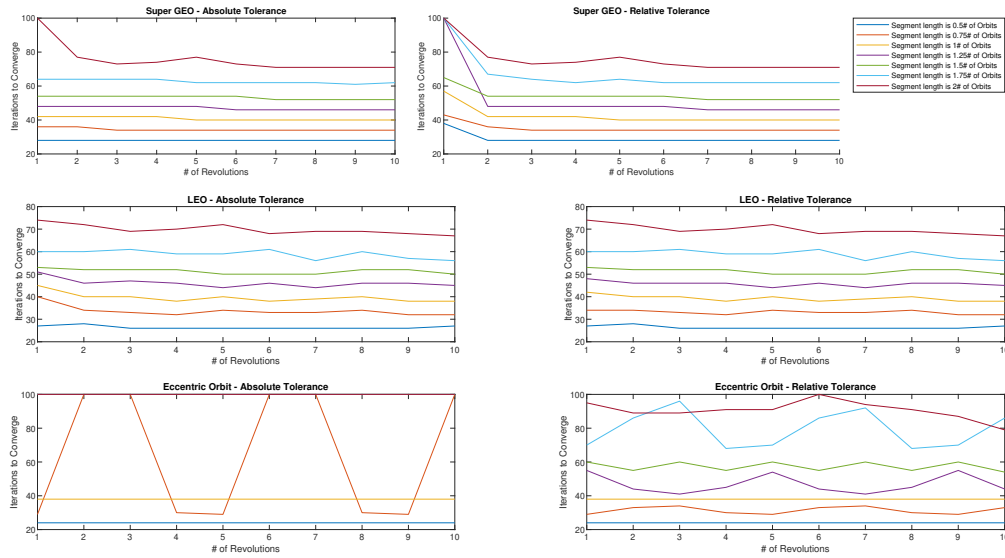 Super GEO - Absolute Tolerance
100
80
60
40
20
Iterations to Converge
1 2 3 4 5 6 7 8 9 10
# of Revolutions
Super GEO - Relative Tolerance
100
80
60
40
20
Iterations to Converge
1 2 3 4 5 6 7 8 9 10
# of Revolutions
Segment length is 0.5# of Orbits
Segment length is 0.75# of Orbits
Segment length is 1# of Orbits
Segment length is 1.25# of Orbits
Segment length is 1.5# of Orbits
Segment length is 1.75# of Orbits
Segment length is 2# of Orbits
LEO - Absolute Tolerance
80
70
60
50
40
30
20
Iterations to Converge
1 2 3 4 5 6 7 8 9 10
# of Revolutions
LEO - Relative Tolerance
80
70
60
50
40
30
20
Iterations to Converge
1 2 3 4 5 6 7 8 9 10
# of Revolutions
Eccentric Orbit - Absolute Tolerance
100
80
60
40
20
Iterations to Converge
1 2 3 4 5 6 7 8 9 10
# of Revolutions
Eccentric Orbit - Relative Tolerance
100
80
60
40
20
Iterations to Converge
1 2 3 4 5 6 7 8 9 10
# of Revolutions